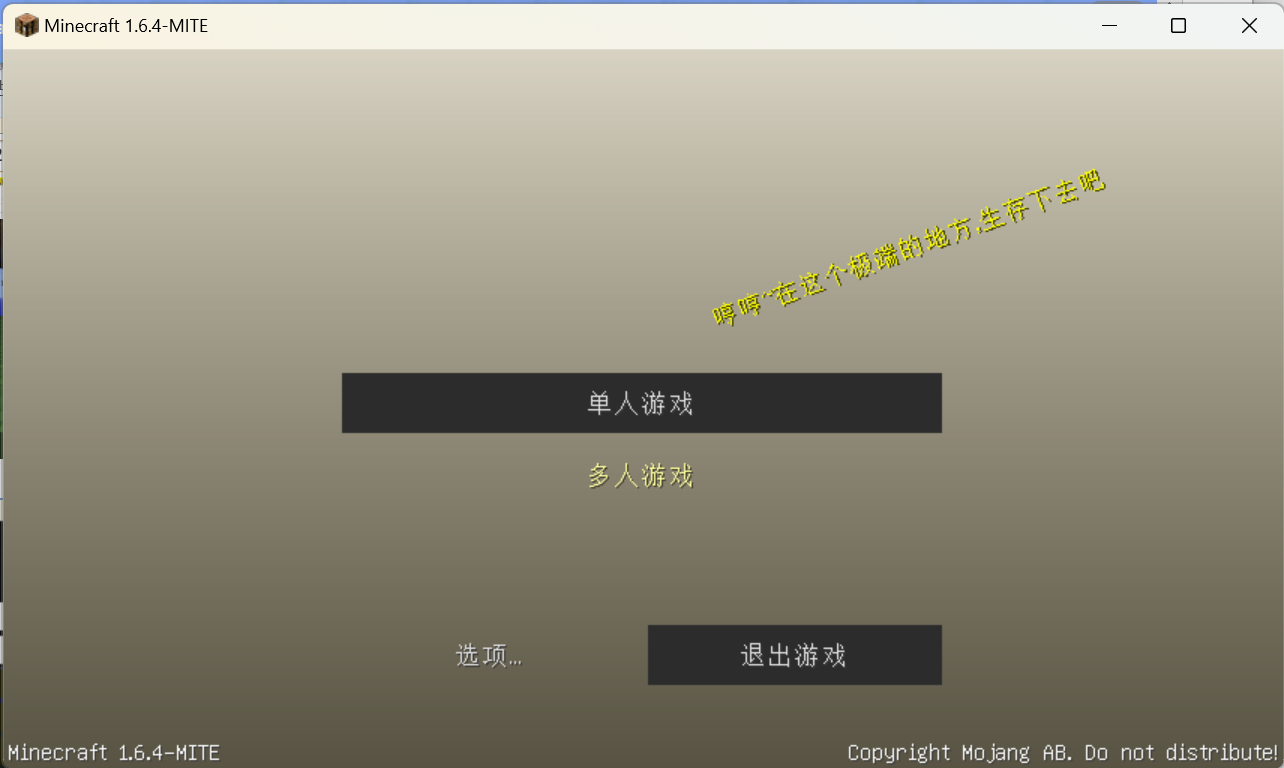 Minecraft 1.6.4-MITE
哼哼~在这个极端的地方,生存下去吧
单人游戏
多人游戏
选项...
退出游戏
Minecraft 1.6.4-MITE
Copyright Mojang AB. Do not distribute!